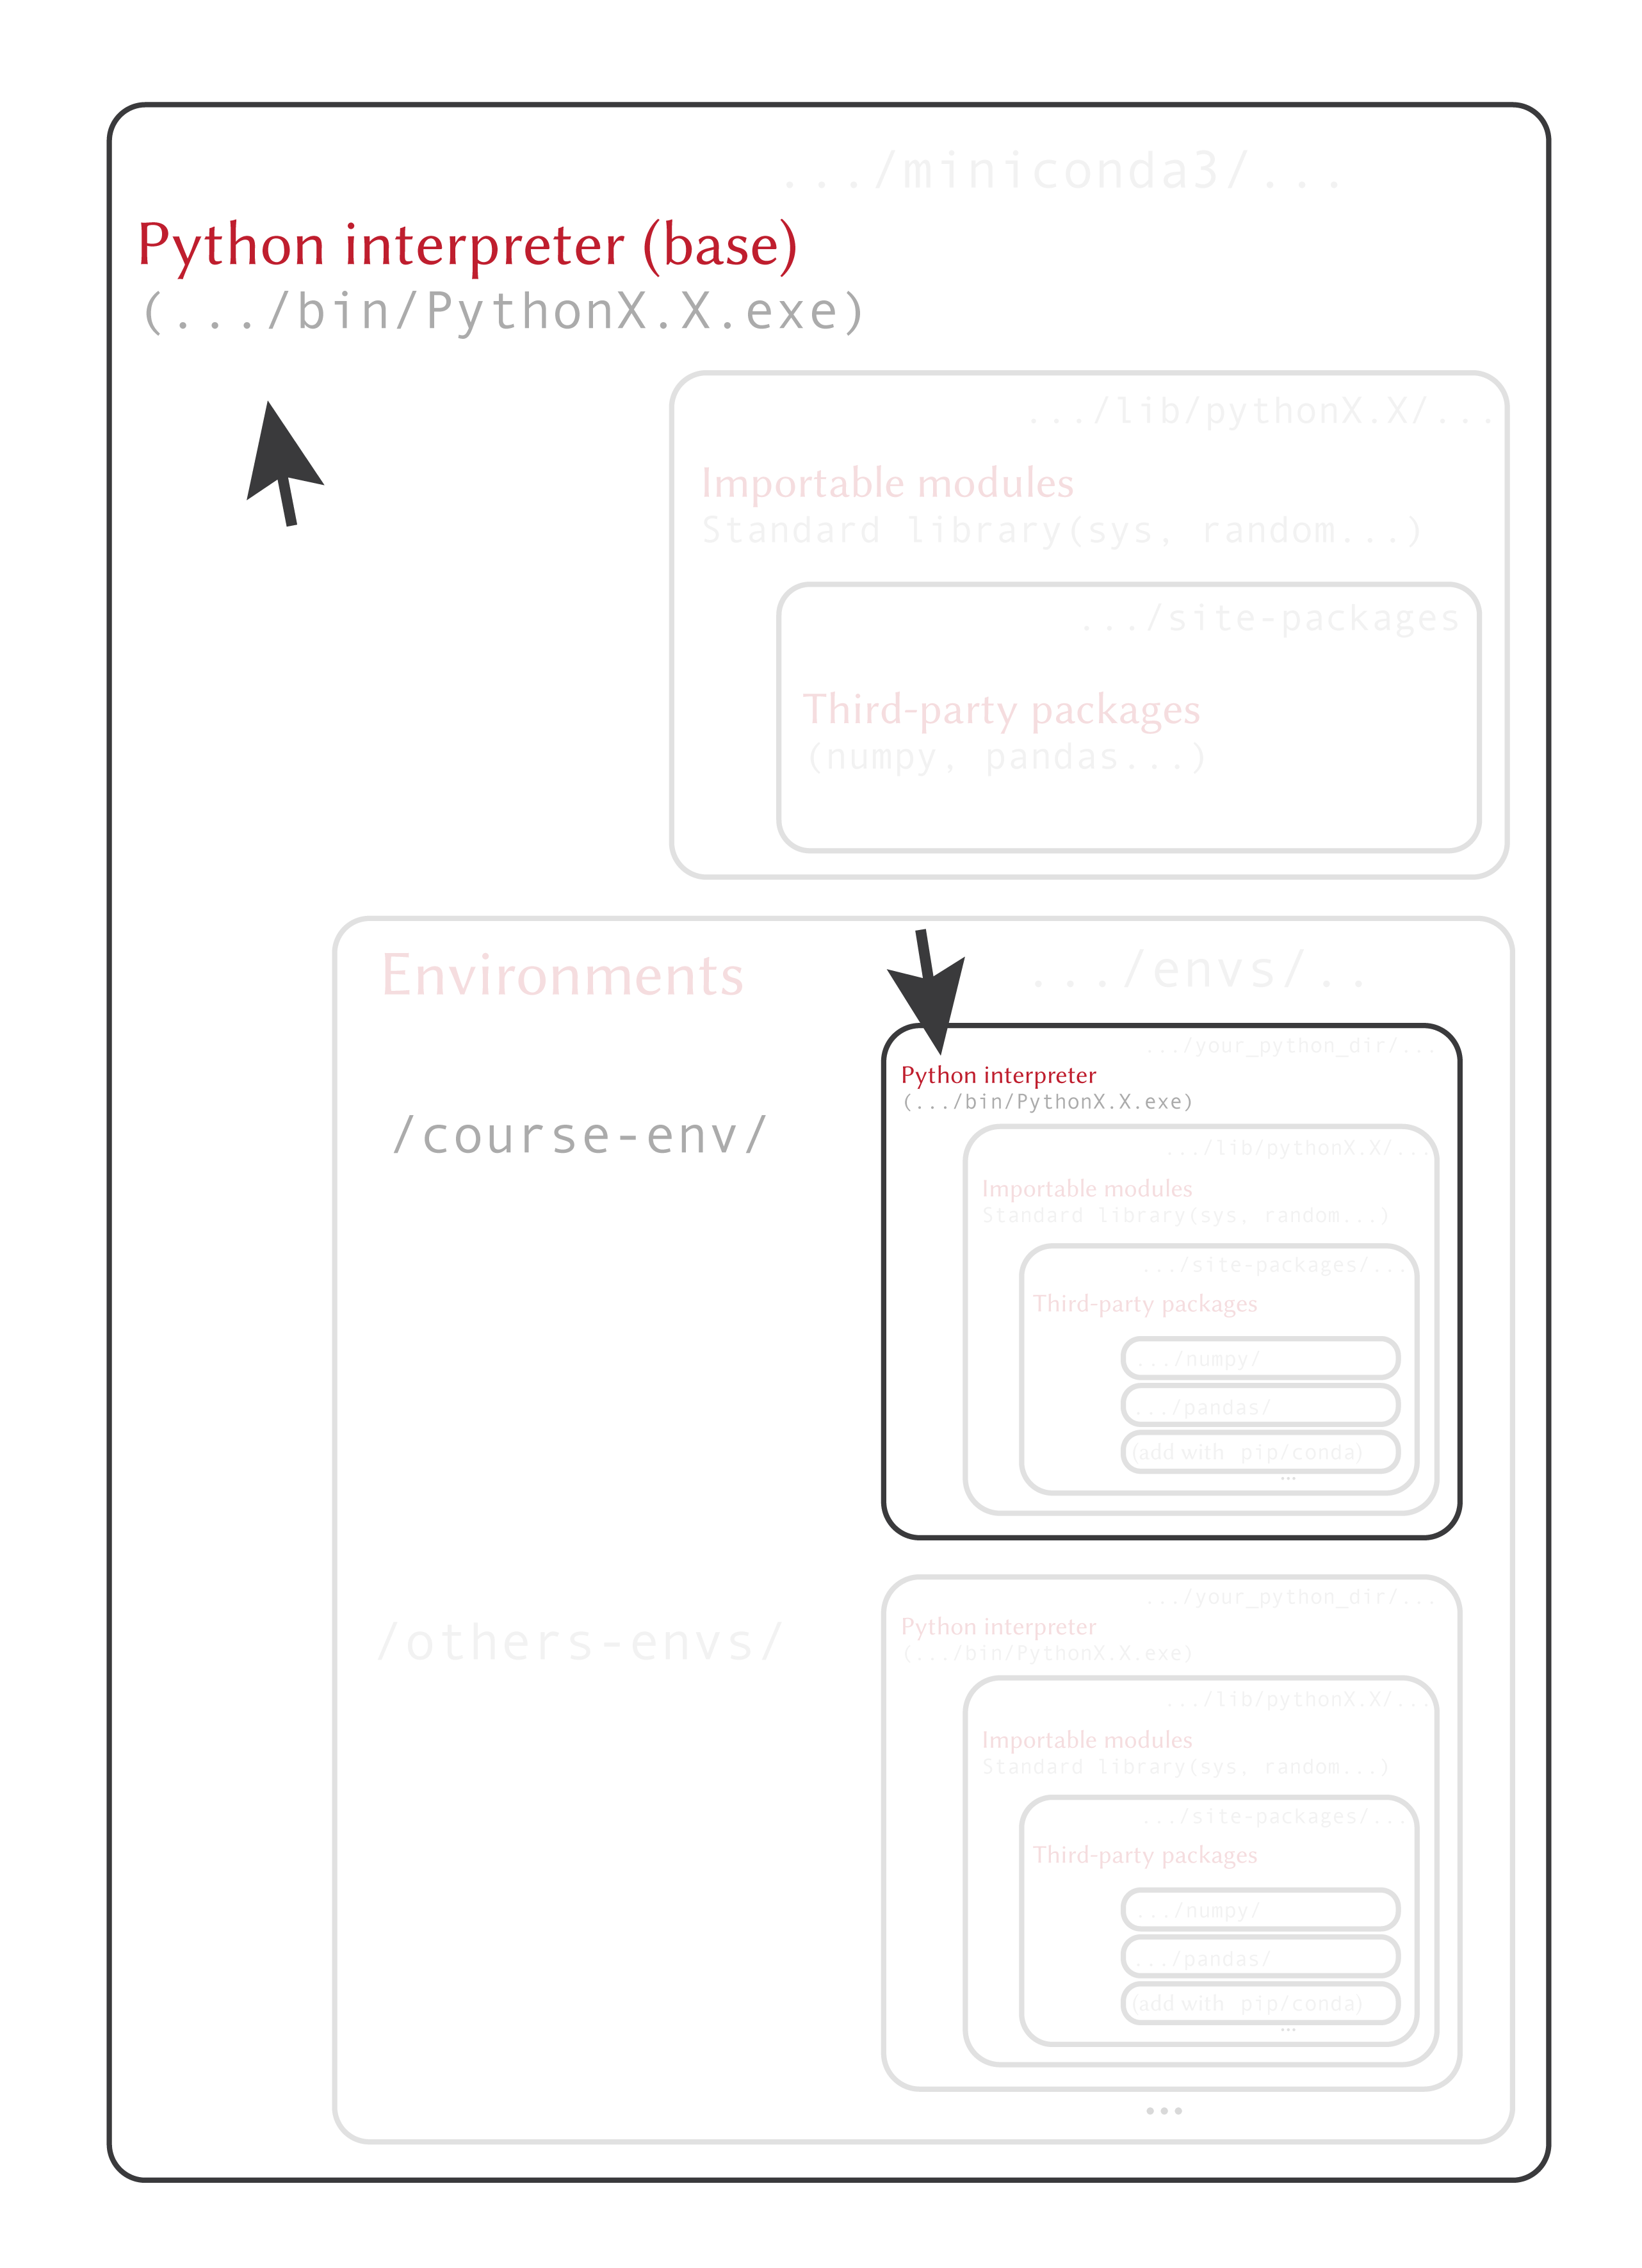 .../miniconda3/...
Python interpreter (base)
(.../bin/PythonX.X.exe)
.../lib/pythonX.X/...
Importable modules
Standard library(sys, random...)
.../site-packages
Third-party packages
(numpy, pandas...)
Environments
.../envs/..
/course-env/
.../your_python_dir/...
Python interpreter
(.../bin/PythonX.X.exe)
.../lib/pythonX.X/...
Importable modules
Standard library(sys, random...)
.../site-packages/...
Third-party packages
.../numpy/
.../pandas/
(add with pip/conda)
...
/others-envs/
.../your_python_dir/...
Python interpreter
(.../bin/PythonX.X.exe)
.../lib/pythonX.X/...
Importable modules
Standard library(sys, random...)
.../site-packages/...
Third-party packages
.../numpy/
.../pandas/
(add with pip/conda)
...
...